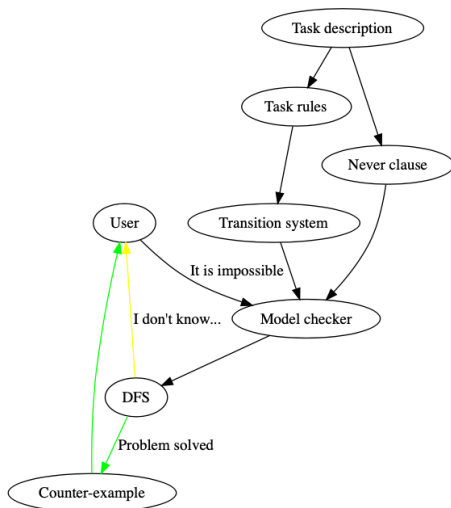 Task description
Task rules
Never clause
User
Transition system
It is impossible
I don't know...
Model checker
DFS
Problem solved
Counter-example